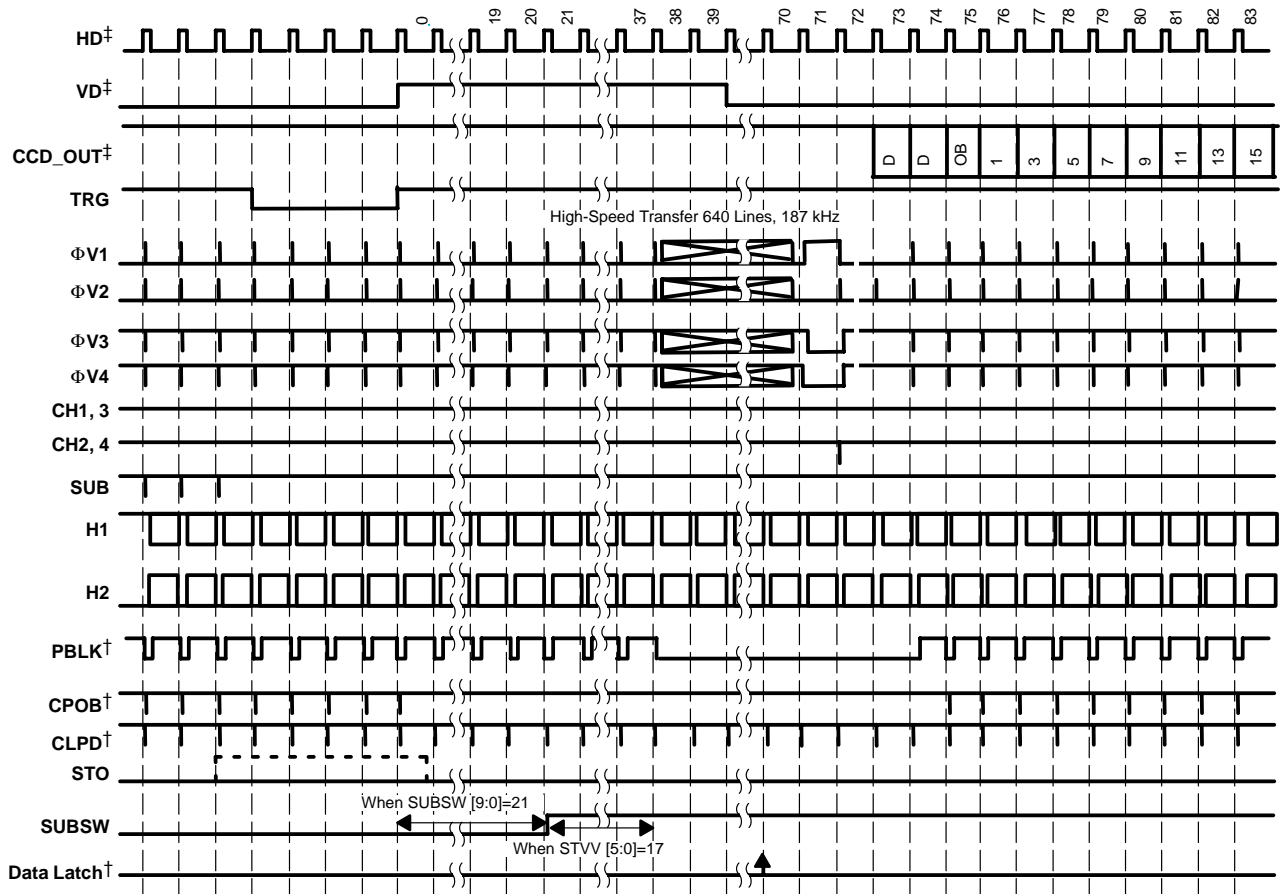 0 19 20 21 37 38 39 70 71 72 73 74 75 76 77 78 79 80 81 82 83
HD‡
VD‡
CCD_OUT‡ D D OB 1 3 5 7 9 11 13 15
TRG
High-Speed Transfer 640 Lines, 187 kHz
ΦV1
ΦV2
ΦV3
ΦV4
CH1, 3
CH2, 4
SUB
H1
H2
PBLK†
CPOB†
CLPD†
STO
When SUBSW [9:0]=21
SUBSW
When STVV [5:0]=17
Data Latch†